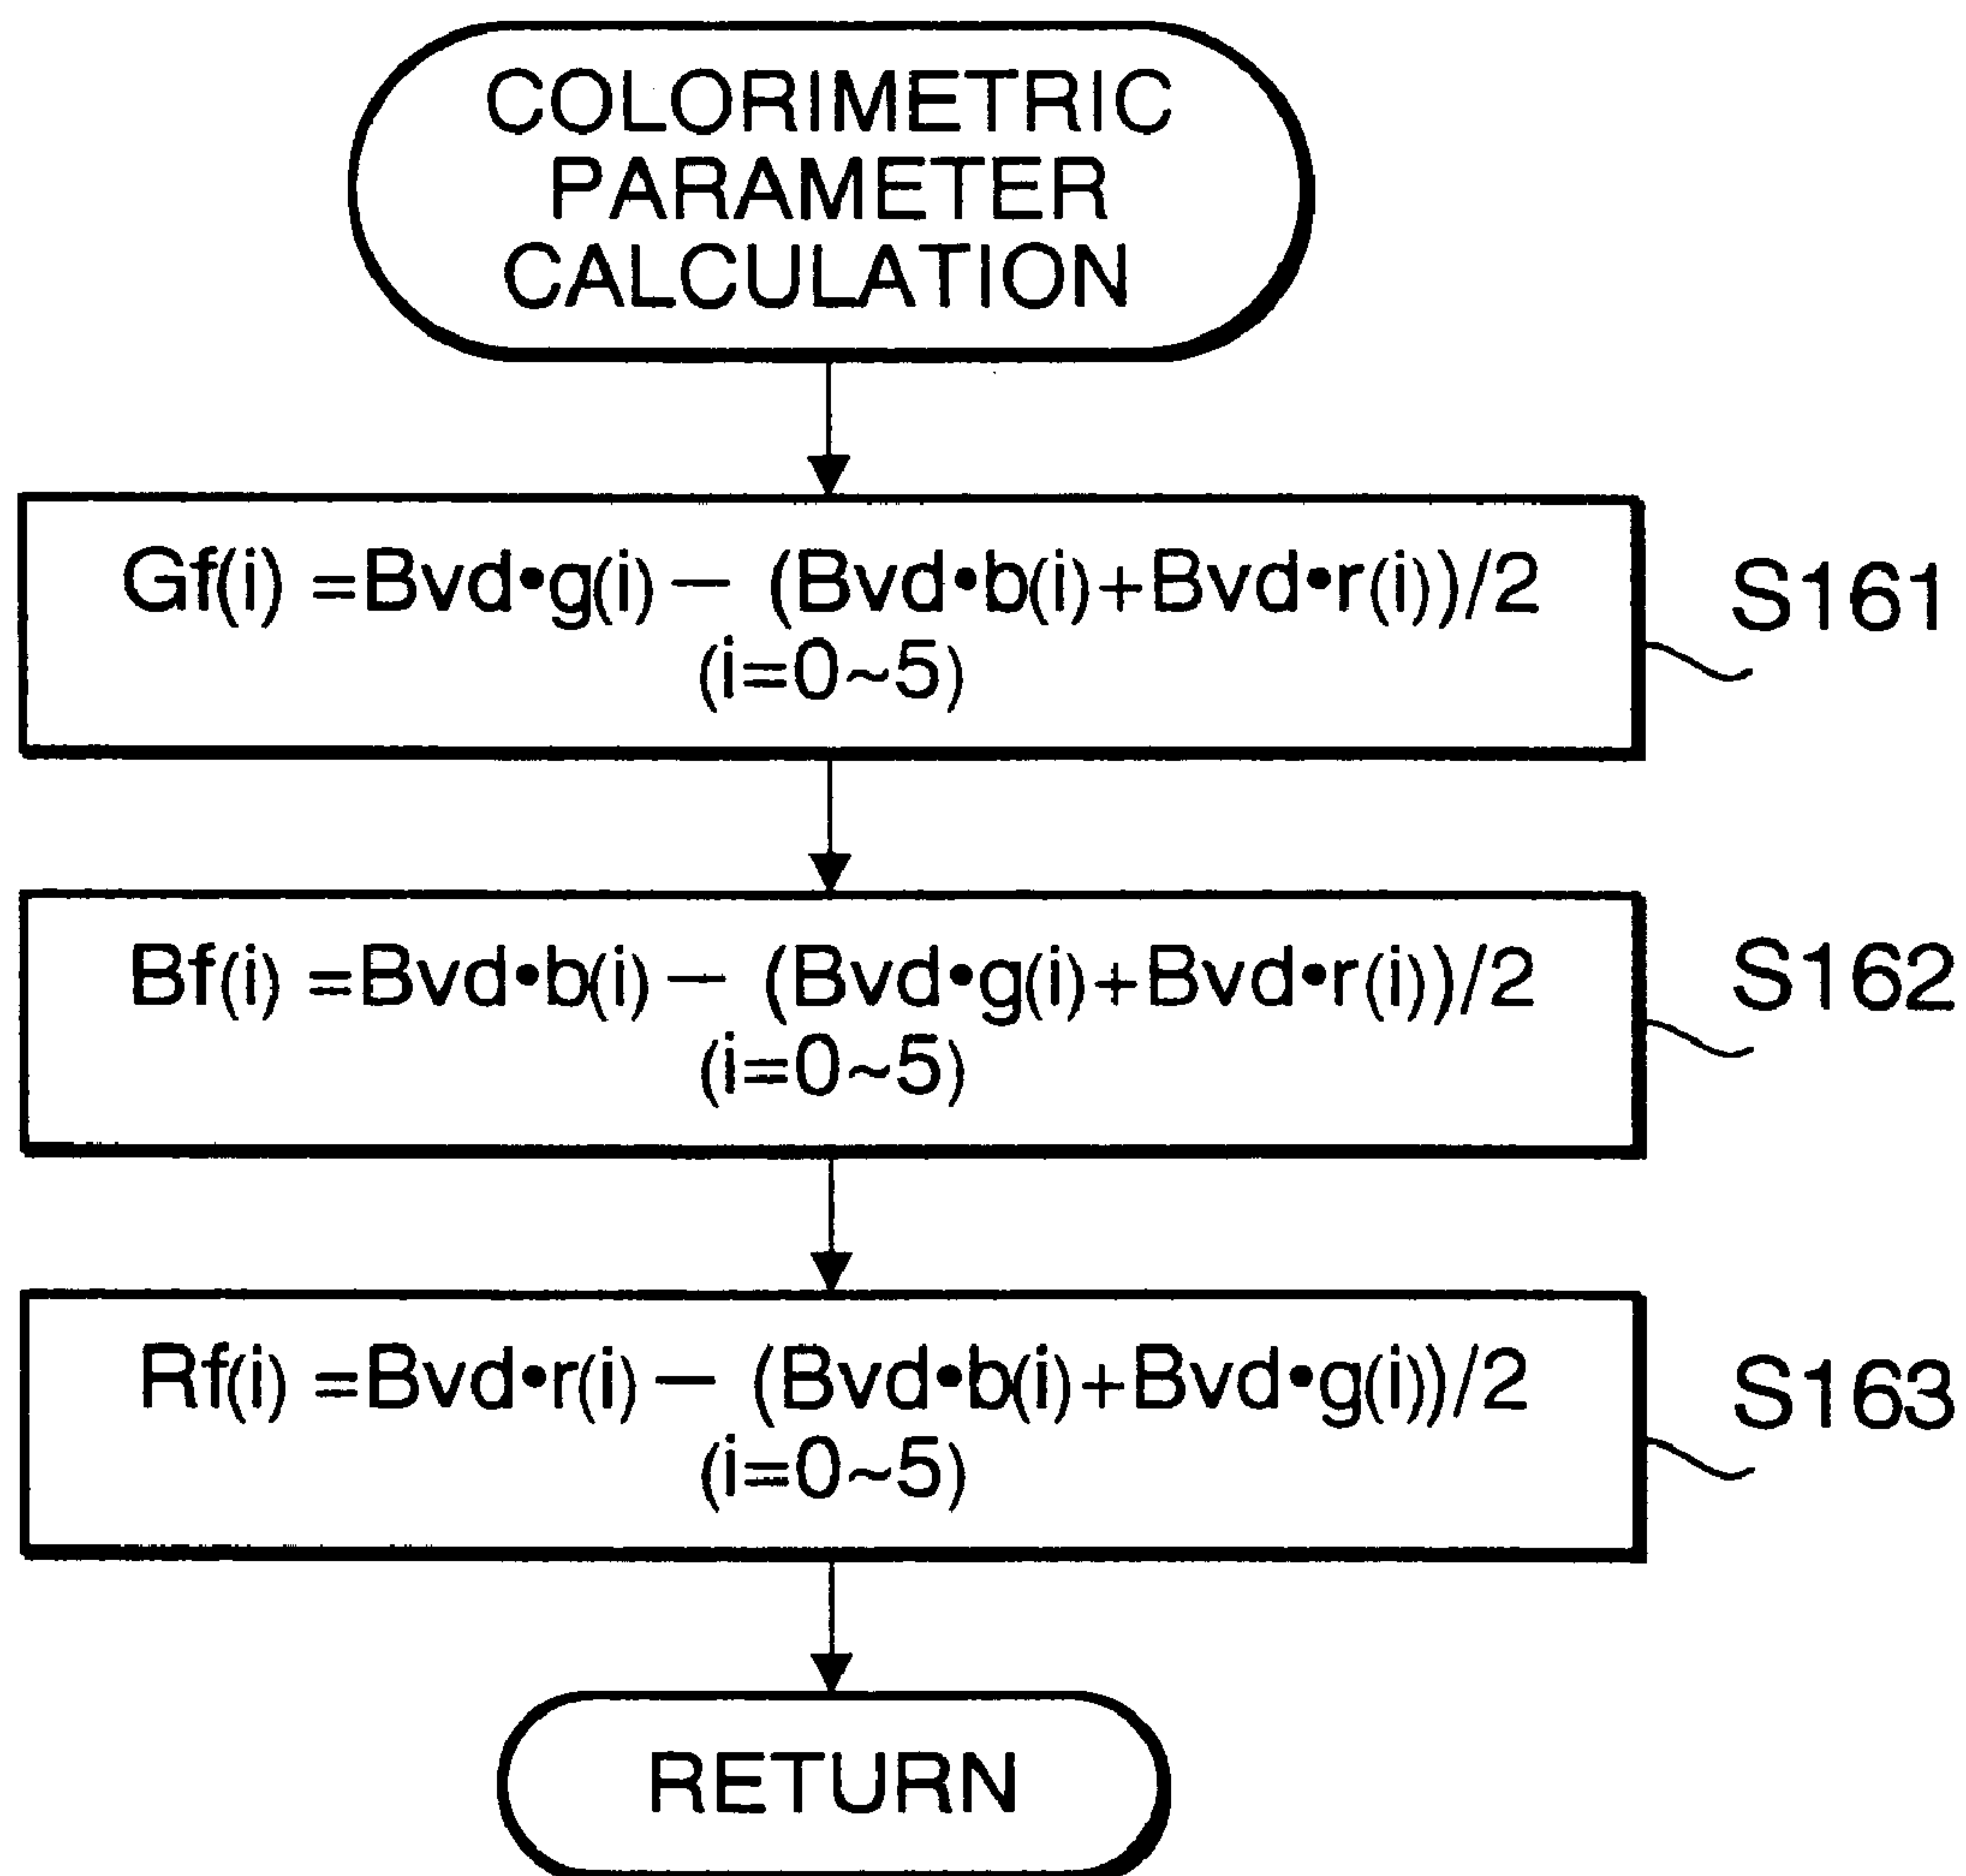 COLORIMETRIC
PARAMETER
CALCULATION
Gf(i) =Bvd•g(i)— (Bvd•b(i)+Bvd•r(i))/2
(i=0~5)
S161
Bf(i) =Bvd•b(i)— (Bvd•g(i)+Bvd•r(i))/2
(i=0~5)
S162
Rf(i) =Bvd•r(i)— (Bvd•b(i)+Bvd•g(i))/2
(i=0~5)
S163
RETURN